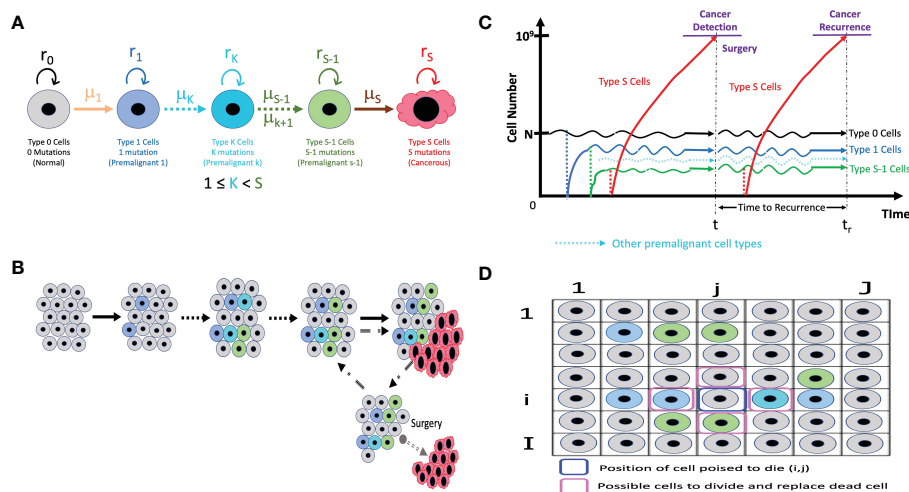 A
r0
r1
rK
rS-1
rS
μ1
μK
μS-1
μk+1
μS
Type 0 Cells
0 Mutations
(Normal)
Type 1 Cells
1 mutation
(Premalignant 1)
Type K Cells
K mutations
(Premalignant k)
Type S-1 Cells
S-1 mutations
(Premalignant s-1)
Type S Cells
S mutations
(Cancerous)
1 ≤ K < S
B
Surgery
C
Cancer
Detection
Surgery
Cancer
Recurrence
10⁹
Cell Number
N
0
Type S Cells
Type S Cells
Type 0 Cells
Type 1 Cells
Type S-1 Cells
Time to Recurrence
TIme
t
tr
Other premalignant cell types
D
1
j
J
1
i
I
Position of cell poised to die (i,j)
Possible cells to divide and replace dead cell